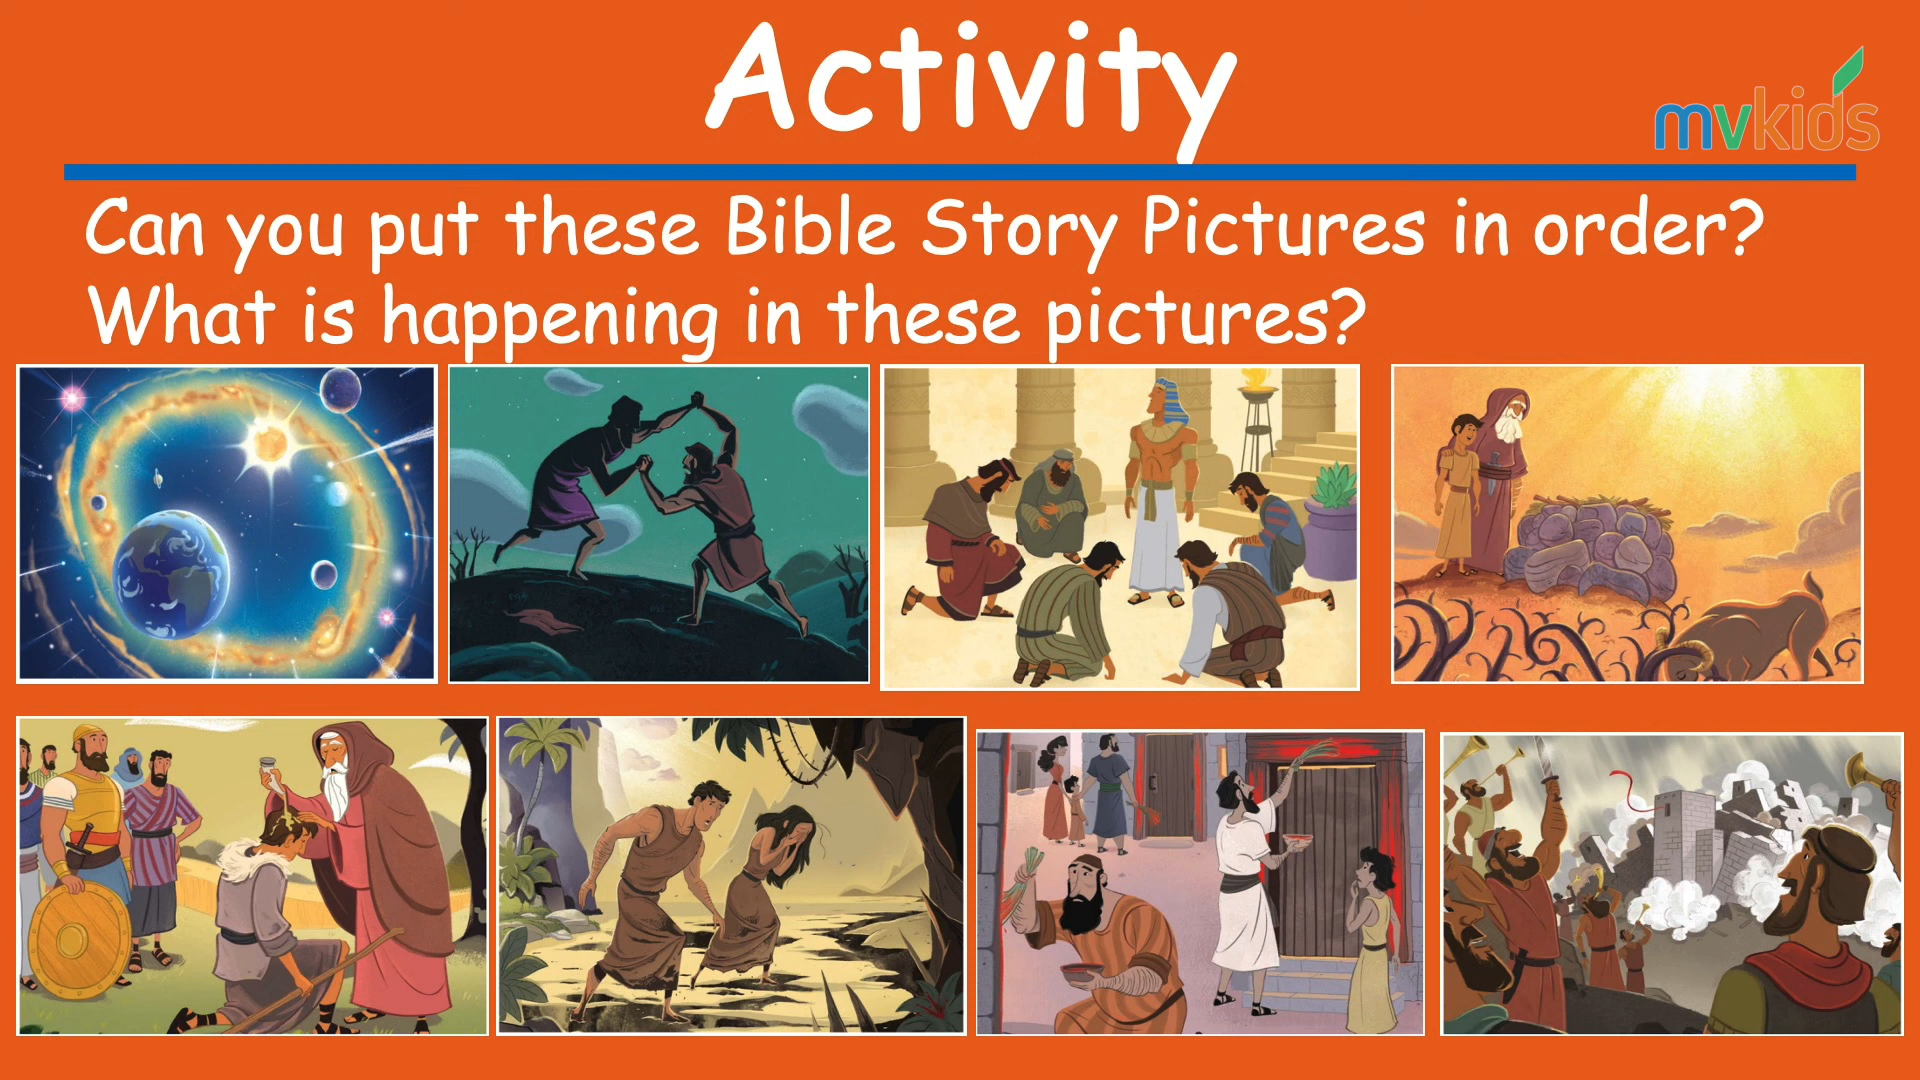 Activity
mvkids
Can you put these Bible Story Pictures in order?
What is happening in these pictures?